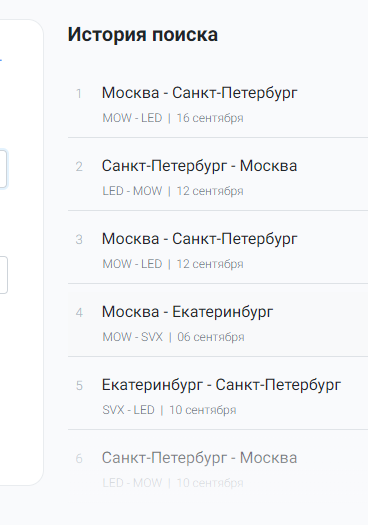 История поиска
1 Москва - Санкт-Петербург
MOW - LED | 16 сентября
2 Санкт-Петербург - Москва
LED - MOW | 12 сентября
3 Москва - Санкт-Петербург
MOW - LED | 12 сентября
4 Москва - Екатеринбург
MOW - SVX | 06 сентября
5 Екатеринбург - Санкт-Петербург
SVX - LED | 10 сентября
6 Санкт-Петербург - Москва
LED - MOW | 10 сентября